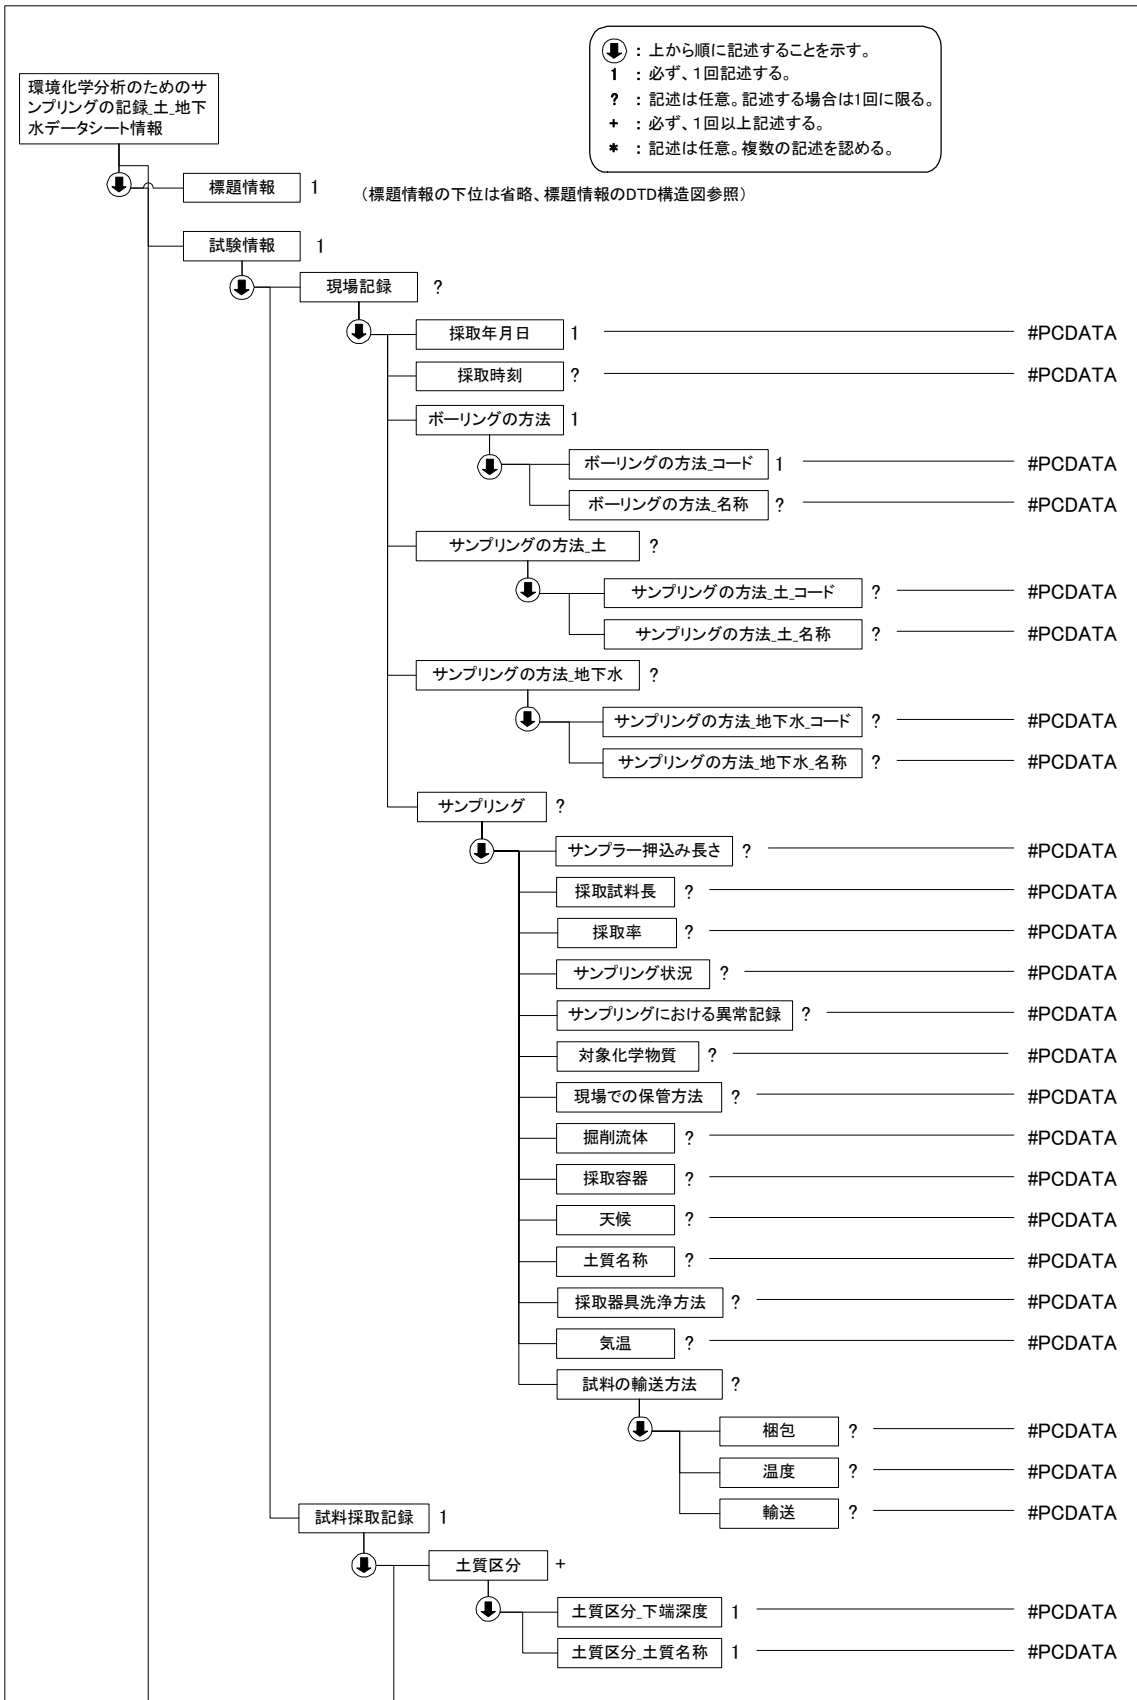 : 上から順に記述することを示す。
1 : 必ず、1回記述する。
? : 記述は任意。記述する場合は1回に限る。
+ : 必ず、1回以上記述する。
* : 記述は任意。複数の記述を認める。
環境化学分析のためのサ
ンプリングの記録_土_地下
水データシート情報
標題情報 1 (標題情報の下位は省略、標題情報のDTD構造図参照)
試験情報 1
現場記録 ?
採取年月日 1 #PCDATA
採取時刻 ? #PCDATA
ボーリングの方法 1
ボーリングの方法_コード 1 #PCDATA
ボーリングの方法_名称 ? #PCDATA
サンプリングの方法_土 ?
サンプリングの方法_土_コード ? #PCDATA
サンプリングの方法_土_名称 ? #PCDATA
サンプリングの方法_地下水 ?
サンプリングの方法_地下水_コード ? #PCDATA
サンプリングの方法_地下水_名称 ? #PCDATA
サンプリング ?
サンプラー押込み長さ ? #PCDATA
採取試料長 ? #PCDATA
採取率 ? #PCDATA
サンプリング状況 ? #PCDATA
サンプリングにおける異常記録 ? #PCDATA
対象化学物質 ? #PCDATA
現場での保管方法 ? #PCDATA
掘削流体 ? #PCDATA
採取容器 ? #PCDATA
天候 ? #PCDATA
土質名称 ? #PCDATA
採取器具洗浄方法 ? #PCDATA
気温 ? #PCDATA
試料の輸送方法 ?
梱包 ? #PCDATA
温度 ? #PCDATA
輸送 ? #PCDATA
試料採取記録 1
土質区分 +
土質区分_下端深度 1 #PCDATA
土質区分_土質名称 1 #PCDATA